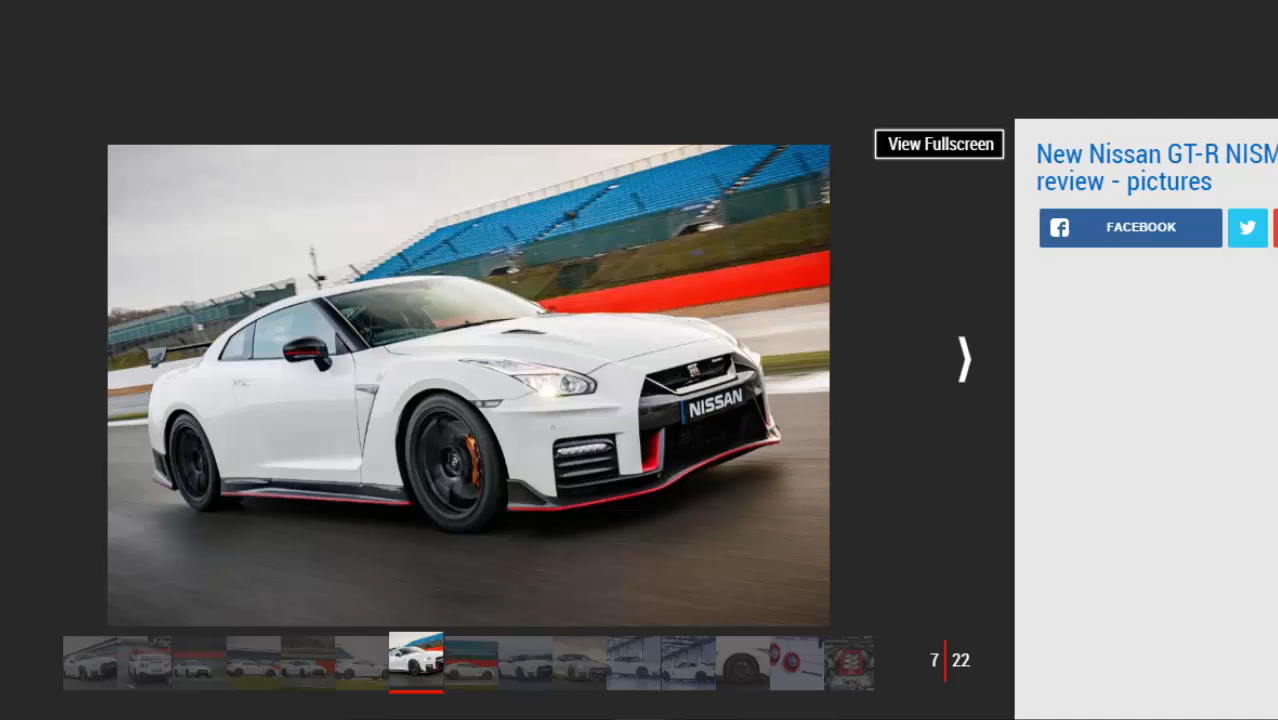 View Fullscreen
New Nissan GT-R NISM
review - pictures
FACEBOOK
NISSAN
7 22